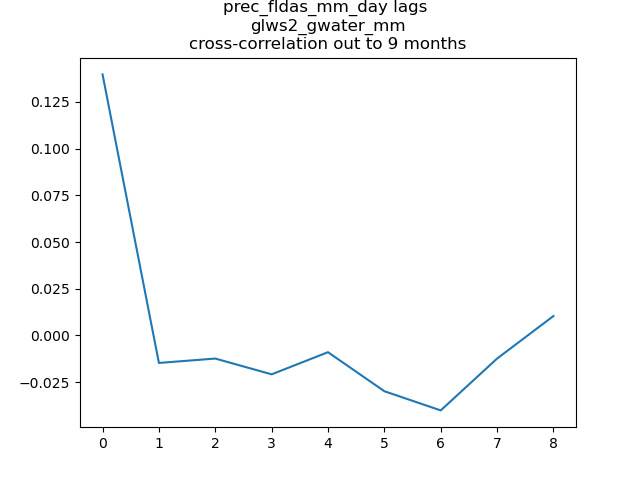 prec_fldas_mm_day lags
glws2_gwater_mm
cross-correlation out to 9 months
0.125
0.100
0.075
0.050
0.025
0.000
−0.025
0 1 2 3 4 5 6 7 8